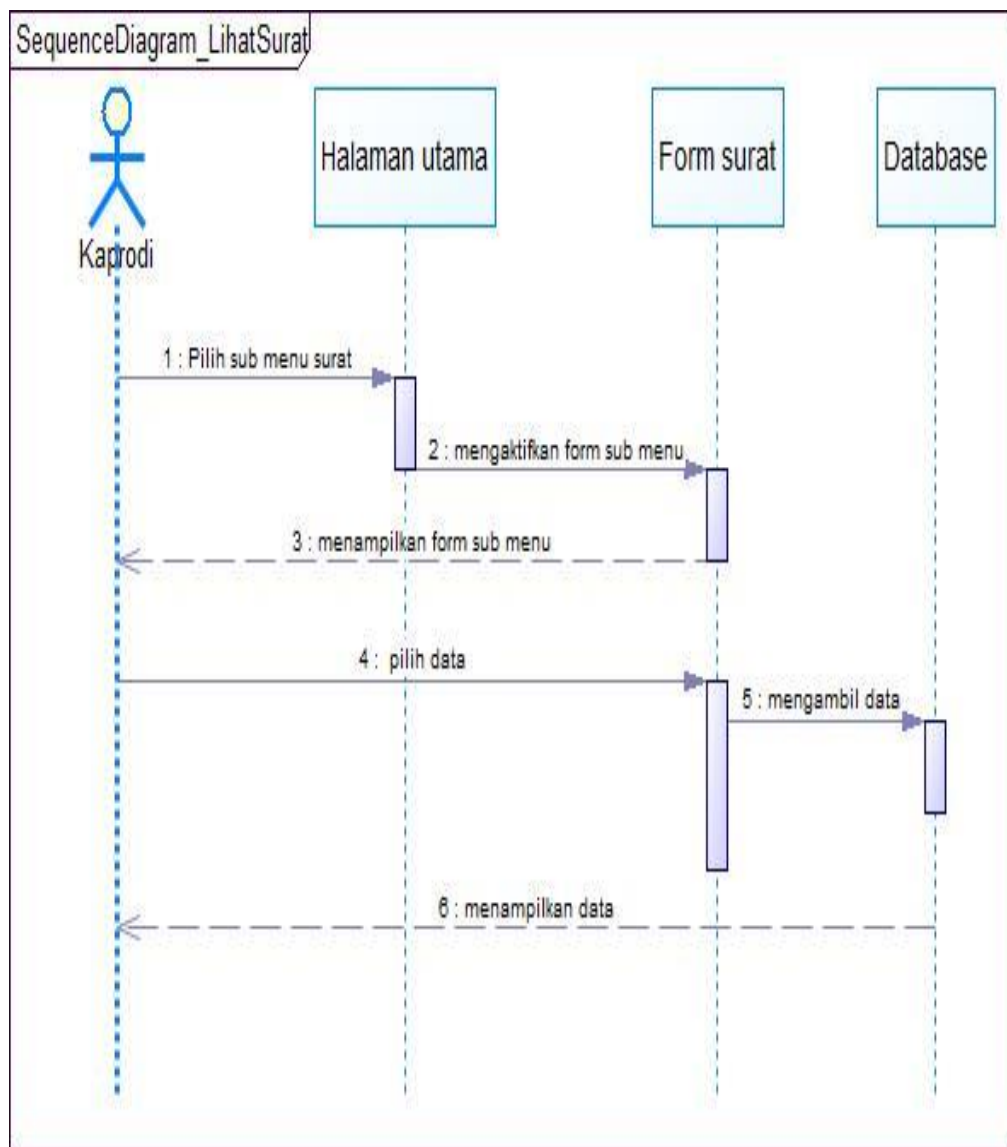 SequenceDiagram_LihatSurat
Halaman utama
Form surat
Database
Kaprodi
1 : Pilih sub menu surat
2 : mengaktifkan form sub menu
3 : menampilkan form sub menu
4 : pilih data
5 : mengambil data
6 : menampilkan data